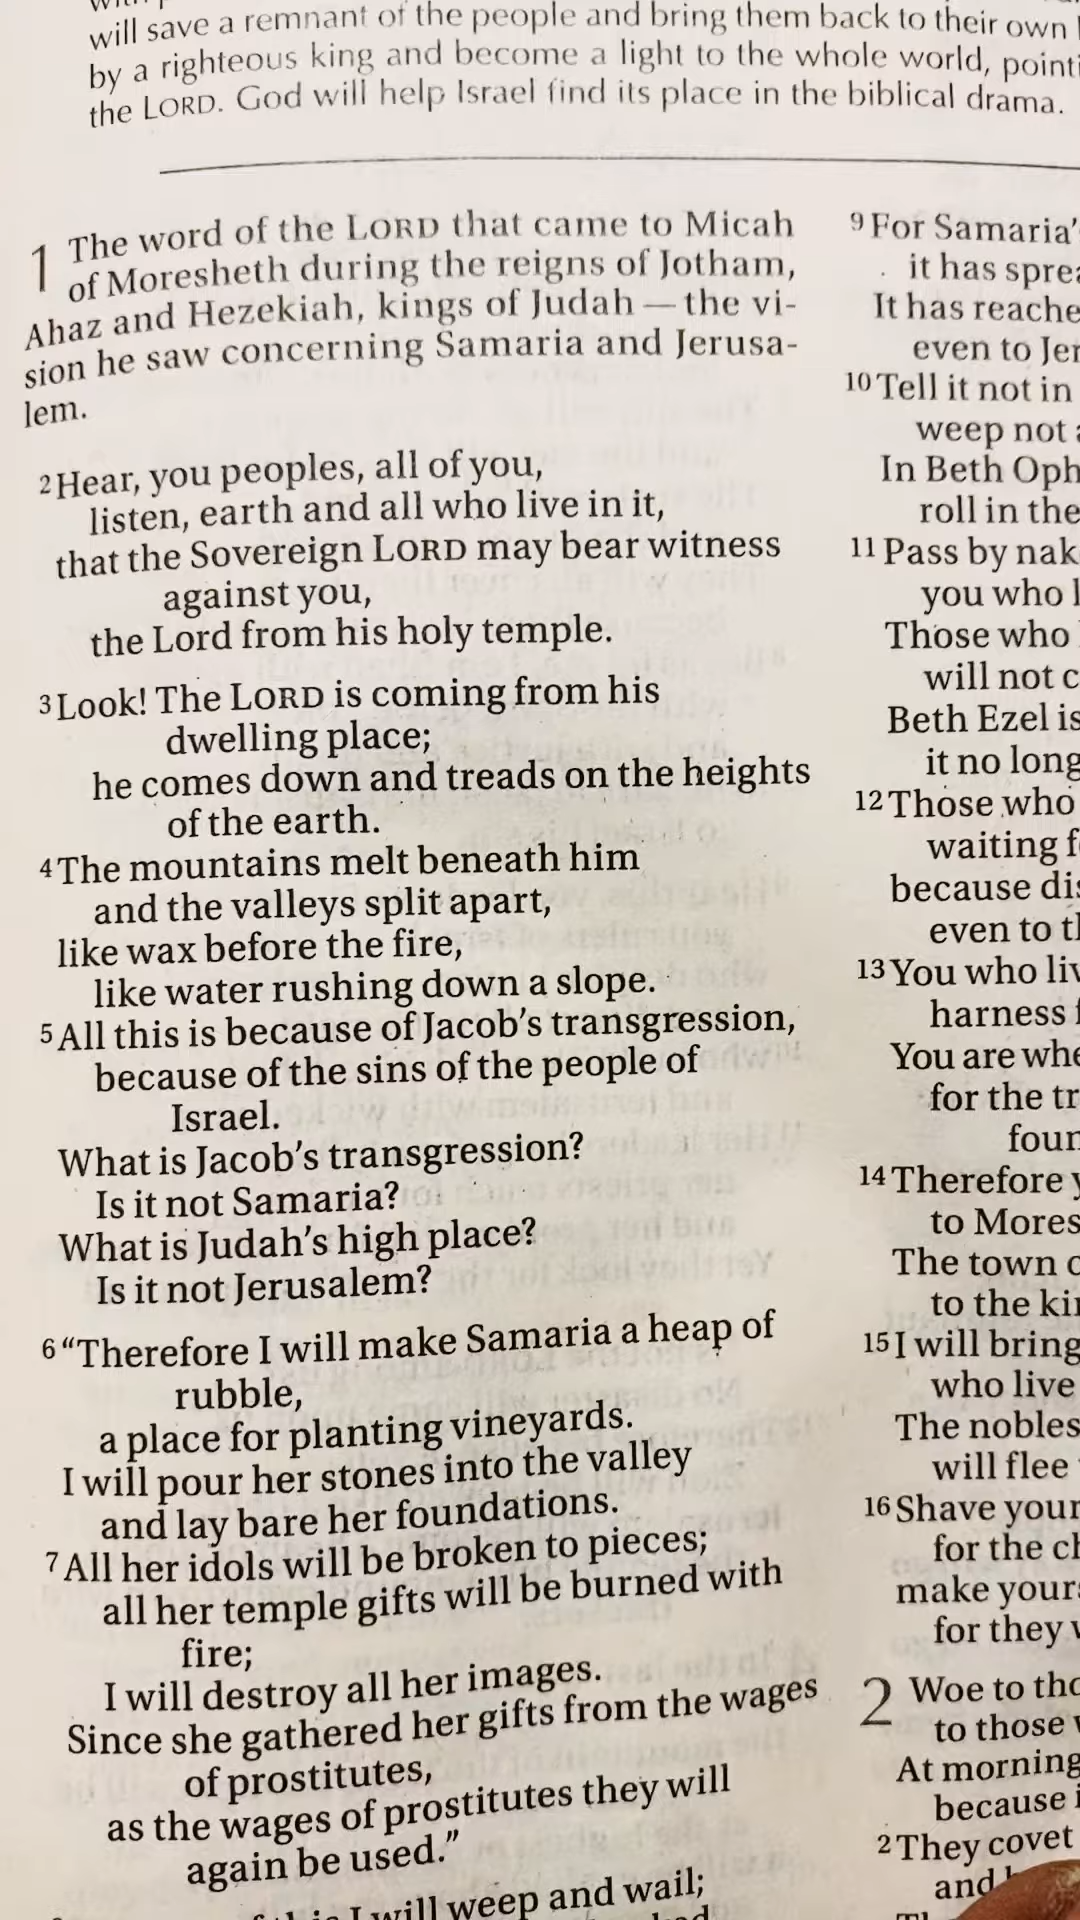 will save a remnant of the people and bring them back to their own
by a righteous king and become a light to the whole world, pointi
the LORD. God will help Israel find its place in the biblical drama.
1 The word of the LORD that came to Micah
of Moresheth during the reigns of Jotham,
Ahaz and Hezekiah, kings of Judah — the vi-
sion he saw concerning Samaria and Jerusa-
lem.
2 Hear, you peoples, all of you,
listen, earth and all who live in it,
that the Sovereign LORD may bear witness
against you,
the Lord from his holy temple.
3 Look! The LORD is coming from his
dwelling place;
he comes down and treads on the heights
of the earth.
4 The mountains melt beneath him
and the valleys split apart,
like wax before the fire,
like water rushing down a slope.
5 All this is because of Jacob's transgression,
because of the sins of the people of
Israel.
What is Jacob's transgression?
Is it not Samaria?
What is Judah's high place?
Is it not Jerusalem?
6 "Therefore I will make Samaria a heap of
rubble,
a place for planting vineyards.
I will pour her stones into the valley
and lay bare her foundations.
7 All her idols will be broken to pieces;
all her temple gifts will be burned with
fire;
I will destroy all her images.
Since she gathered her gifts from the wages
of prostitutes,
as the wages of prostitutes they will
again be used."
I will weep and wail;
9 For Samaria'
it has sprea
It has reache
even to Jer
10 Tell it not in
weep not a
In Beth Oph
roll in the
11 Pass by nak
you who l
Those who
will not c
Beth Ezel is
it no long
12 Those who
waiting f
because dis
even to th
13 You who liv
harness
You are whe
for the tr
foun
14 Therefore y
to Mores
The town o
to the kin
15 I will bring
who live
The nobles
will flee
16 Shave your
for the ch
make yours
for they w
2 Woe to tho
to those w
At morning
because i
2 They covet
and